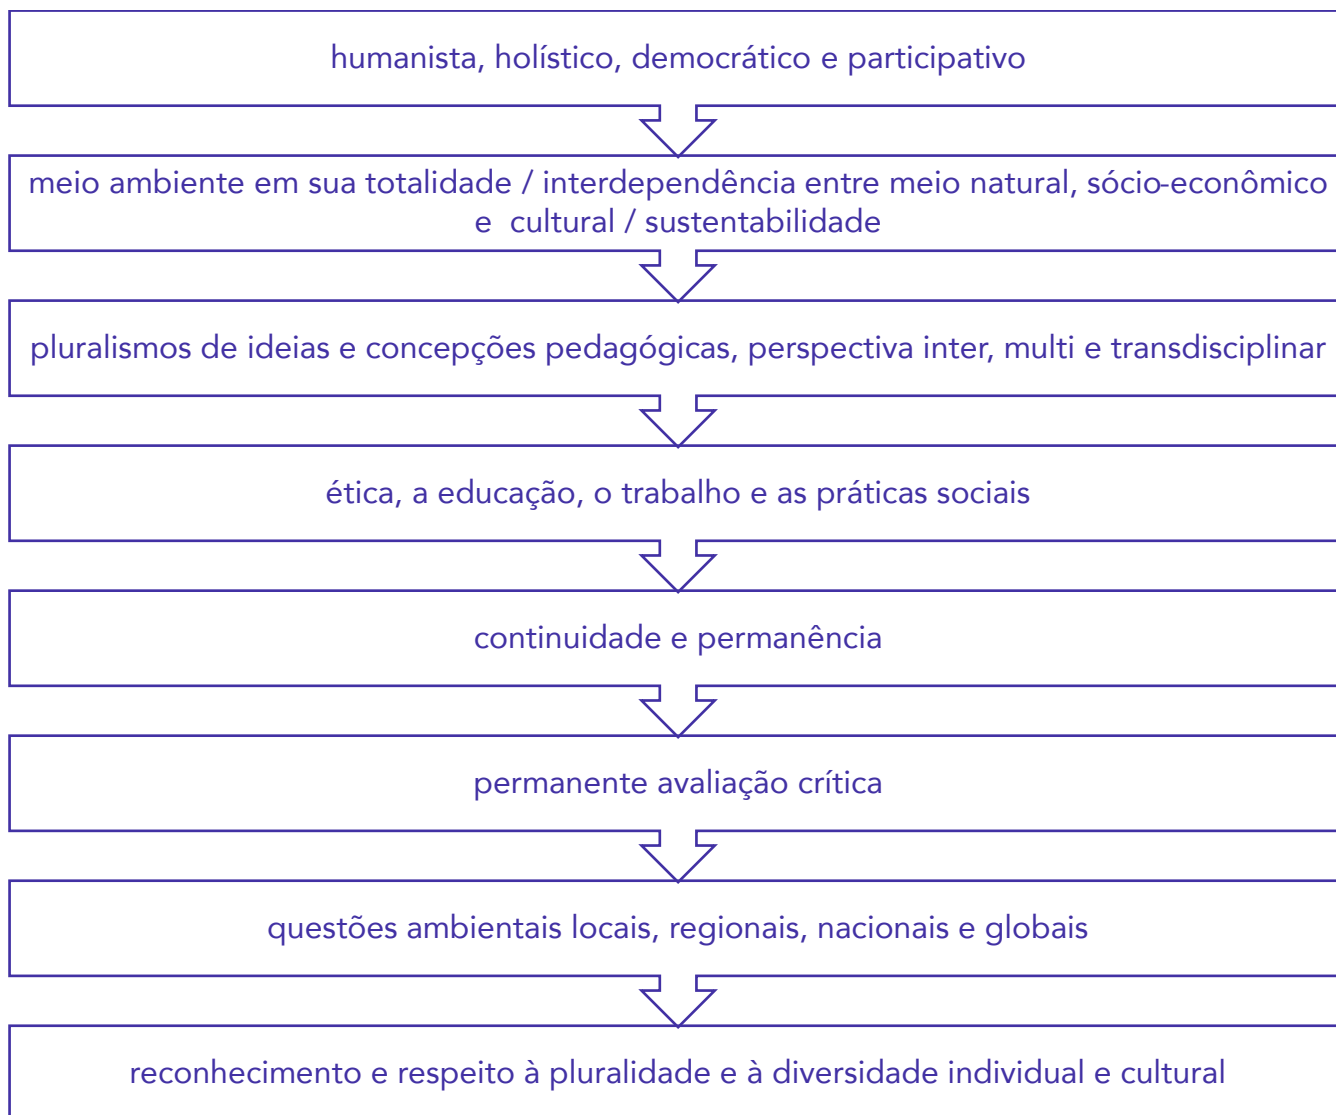 humanista, holístico, democrático e participativo
meio ambiente em sua totalidade / interdependência entre meio natural, sócio-econômico
e cultural / sustentabilidade
pluralismos de ideias e concepções pedagógicas, perspectiva inter, multi e transdisciplinar
ética, a educação, o trabalho e as práticas sociais
continuidade e permanência
permanente avaliação crítica
questões ambientais locais, regionais, nacionais e globais
reconhecimento e respeito à pluralidade e à diversidade individual e cultural